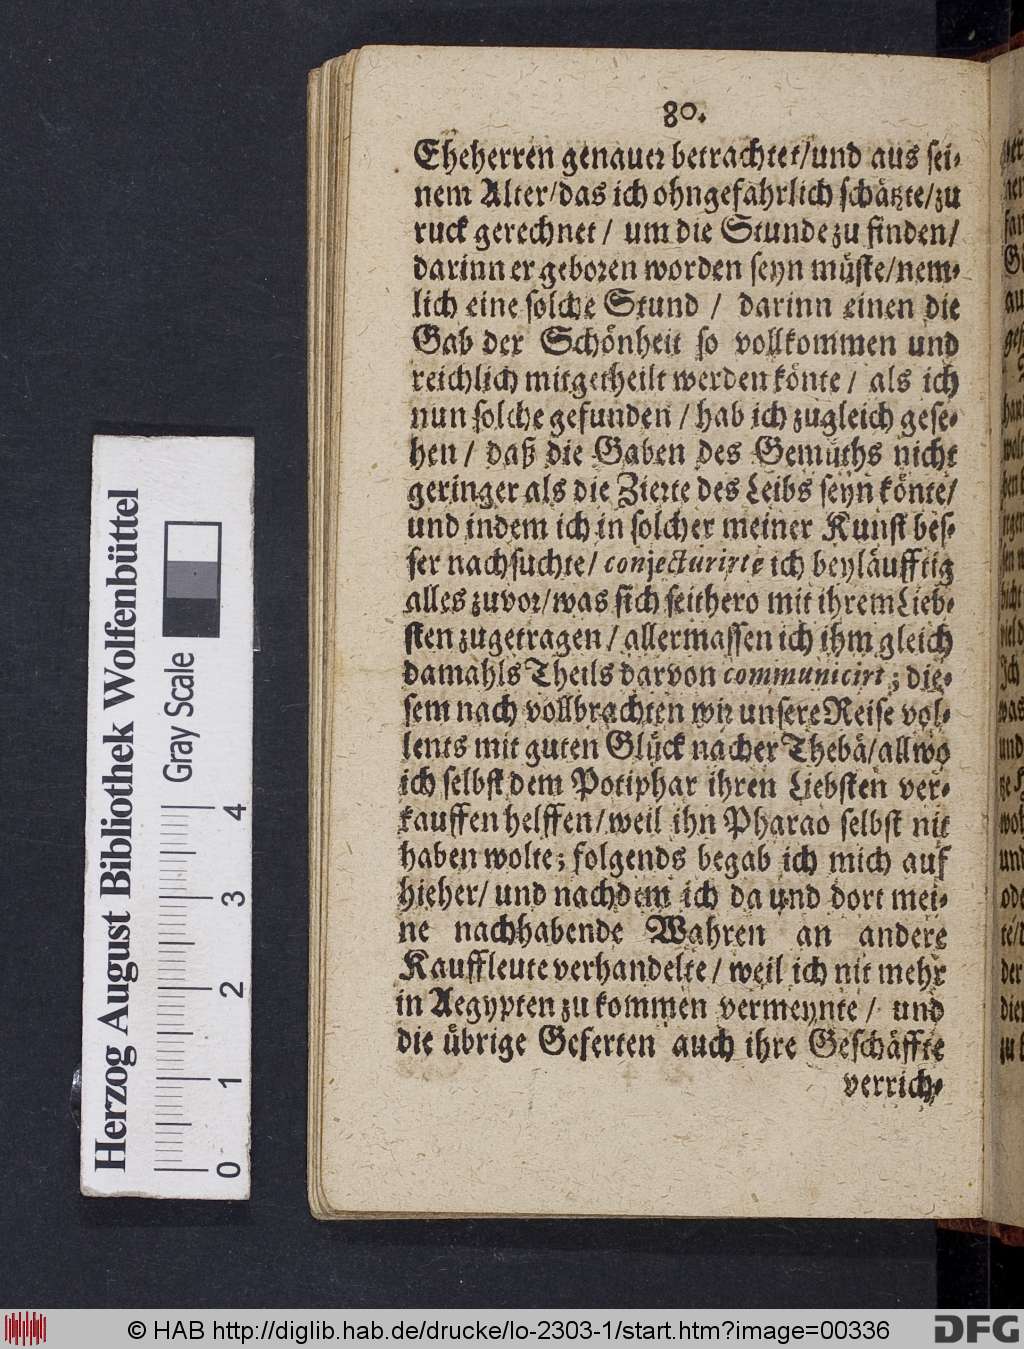 80.
Eheherren genauer betrachtet/und aus sei-
nem Alter/das ich ohngefährlich schätzte/zu
ruck gerechnet/ um die Stunde zu finden/
darinn er geboren worden seyn müste/nem-
lich eine solche Stund / darinn einen die
Gab der Schönheit so vollkommen und
reichlich mitgetheilt werden könte/ als ich
nun solche gefunden / hab ich zugleich gese-
hen / daß die Gaben des Gemüths nicht
geringer als die Zierte des Leibs seyn könte/
und indem ich in solcher meiner Kunst bes-
ser nachsuchte/ conjecturirte ich beyläufftig
alles zuvor/was sich seithero mit ihrem Lieb-
sten zugetragen / allermassen ich ihm gleich
damahls Theils darvon communicirt; die-
sem nach vollbrachten wir unsere Reise vol-
lents mit guten Glück nacher Thebä/allwo
ich selbst dem Potiphar ihren Liebsten ver-
kauffen helffen/weil ihn Pharao selbst nit
haben wolte; folgends begab ich mich auf
hieher/ und nachdem ich da und dort mei-
ne nachhabende Wahren an andere
Kauffleute verhandelte/ weil ich nit mehr
in Aegypten zu kommen vermeynte / und
die übrige Geferten auch ihre Geschäffte
verrich-
Herzog August Bibliothek Wolfenbüttel
Gray Scale
0 1 2 3 4
© HAB http://diglib.hab.de/drucke/lo-2303-1/start.htm?image=00336
DFG